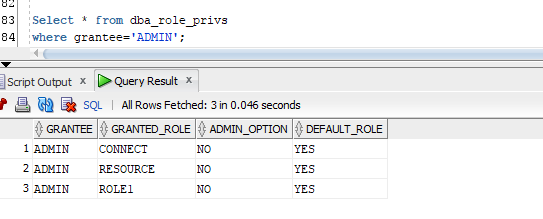 82
83 Select * from dba_role_privs
84 where grantee='ADMIN';
Script Output x Query Result x
SQL | All Rows Fetched: 3 in 0.046 seconds
GRANTEE GRANTED_ROLE ADMIN_OPTION DEFAULT_ROLE
1 ADMIN CONNECT NO YES
2 ADMIN RESOURCE NO YES
3 ADMIN ROLE1 NO YES